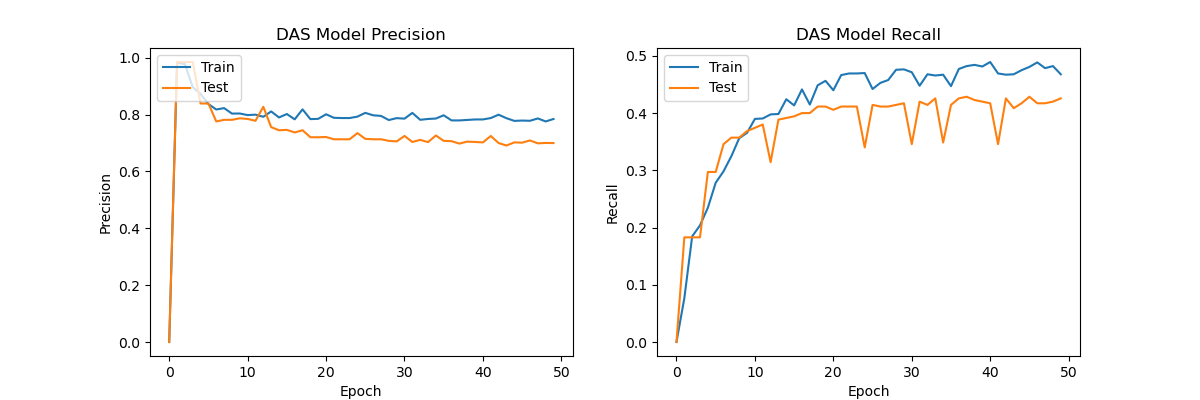 DAS Model Precision
Train
Test
1.0
0.8
0.6
0.4
0.2
0.0
Precision
0 10 20 30 40 50
Epoch
DAS Model Recall
Train
Test
0.5
0.4
0.3
0.2
0.1
0.0
Recall
0 10 20 30 40 50
Epoch